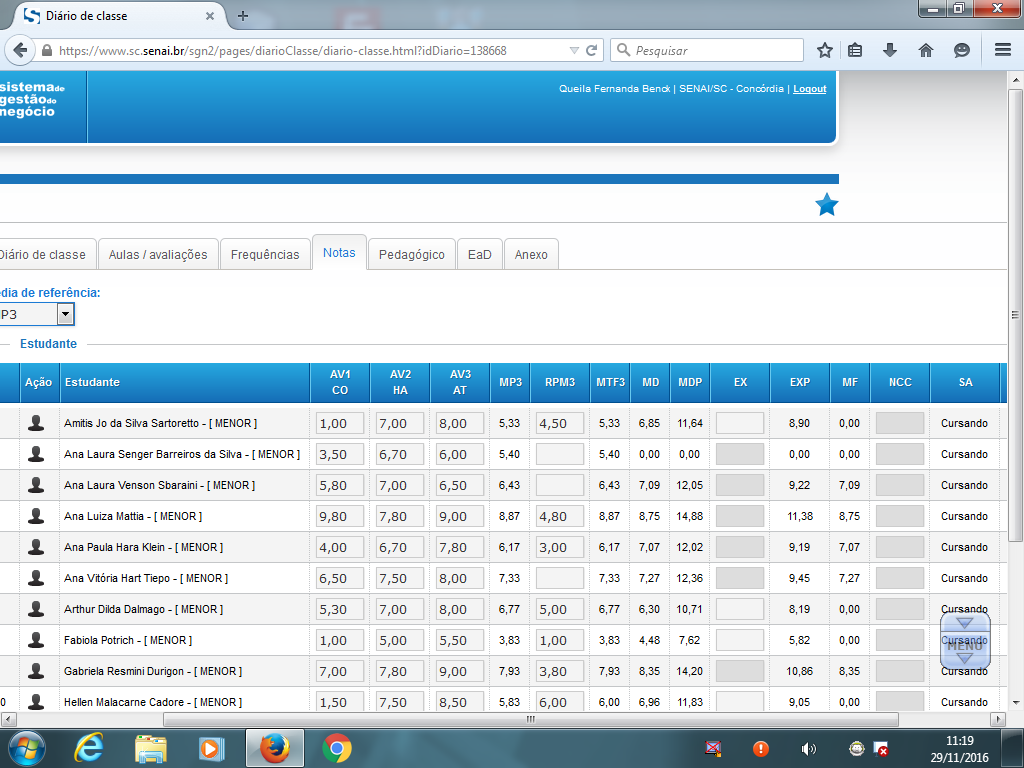 Diário de classe
https://www.sc.senai.br/sgn2/pages/diarioClasse/diario-classe.html?idDiario=138668
Pesquisar
sistema de
gestão do
negócio
Queila Fernanda Benck | SENAI/SC - Concórdia | Logout
Diário de classe Aulas / avaliações Frequências Notas Pedagógico EaD Anexo
dia de referência:
P3
Estudante
Ação Estudante AV1 CO AV2 HA AV3 AT MP3 RPM3 MTF3 MD MDP EX EXP MF NCC SA
Amitis Jo da Silva Sartoretto - [ MENOR ] 1,00 7,00 8,00 5,33 4,50 5,33 6,85 11,64 8,90 0,00 Cursando
Ana Laura Senger Barreiros da Silva - [ MENOR ] 3,50 6,70 6,00 5,40 5,40 0,00 0,00 0,00 0,00 Cursando
Ana Laura Venson Sbaraini - [ MENOR ] 5,80 7,00 6,50 6,43 6,43 7,09 12,05 9,22 7,09 Cursando
Ana Luiza Mattia - [ MENOR ] 9,80 7,80 9,00 8,87 4,80 8,87 8,75 14,88 11,38 8,75 Cursando
Ana Paula Hara Klein - [ MENOR ] 4,00 6,70 7,80 6,17 3,00 6,17 7,07 12,02 9,19 7,07 Cursando
Ana Vitória Hart Tiepo - [ MENOR ] 6,50 7,50 8,00 7,33 7,33 7,27 12,36 9,45 7,27 Cursando
Arthur Dilda Dalmago - [ MENOR ] 5,30 7,00 8,00 6,77 5,00 6,77 6,30 10,71 8,19 0,00 Cursando
Fabiola Potrich - [ MENOR ] 1,00 5,00 5,50 3,83 1,00 3,83 4,48 7,62 5,82 0,00 Cursando
MENU
Gabriela Resmini Durigon - [ MENOR ] 7,00 7,80 9,00 7,93 3,80 7,93 8,35 14,20 10,86 8,35 Cursando
0 Hellen Malacarne Cadore - [ MENOR ] 1,50 7,50 8,50 5,83 6,00 6,00 6,96 11,83 9,05 0,00 Cursando
11:19
29/11/2016